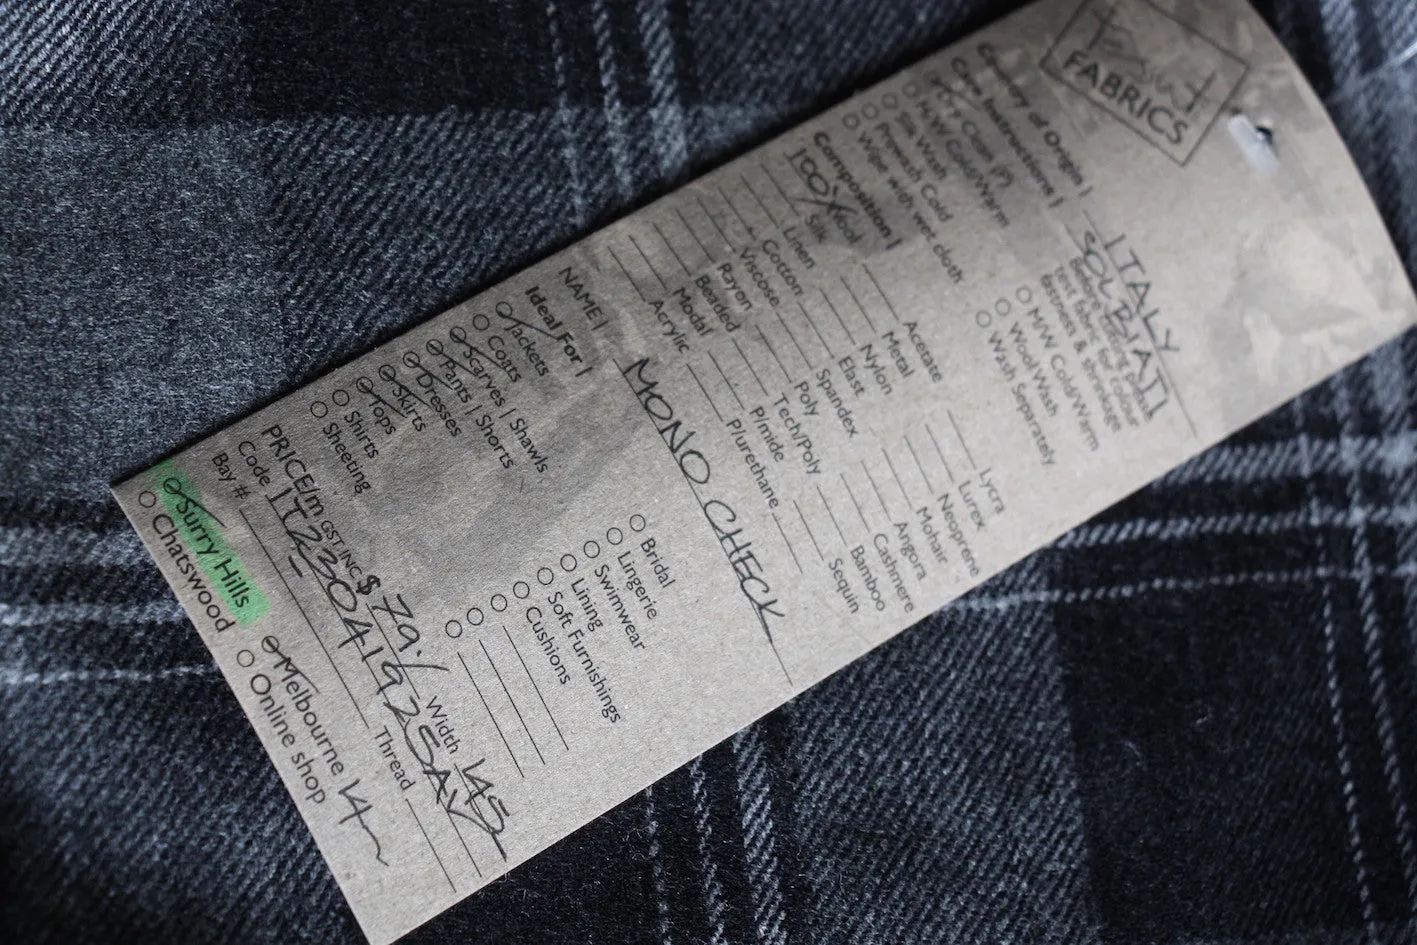 FABRICS
Country of Origin | ITALY
Care Instructions | SOLBIATI
Dry Clean (P)
H/W Cold/Warm
Silk Wash
Prewash Cold
Wipe with wet cloth
Before cutting please
test fabric for colour
fastness & shrinkage
M/W Cold/Warm
Wool Wash
Wash Separately
Composition |
100% Wool
Silk
Linen
Cotton
Viscose
Rayon
Beaded
Modal
Acrylic
Acetate
Metal
Nylon
Elast
Spandex
Poly
Tech/Poly
P/mide
P/urethane
Lycra
Lurex
Neoprene
Mohair
Angora
Cashmere
Bamboo
Sequin
NAME | MONO CHECK
Ideal For |
Jackets
Coats
Scarves | Shawls
Pants | Shorts
Dresses
Skirts
Tops
Shirts
Sheeting
Bridal
Lingerie
Swimwear
Lining
Soft Furnishings
Cushions
PRICE/m GST INC $ 79./ Width 145
Code IT23041925AV
Bay # Thread
Surry Hills Melbourne 14m
Chatswood Online shop